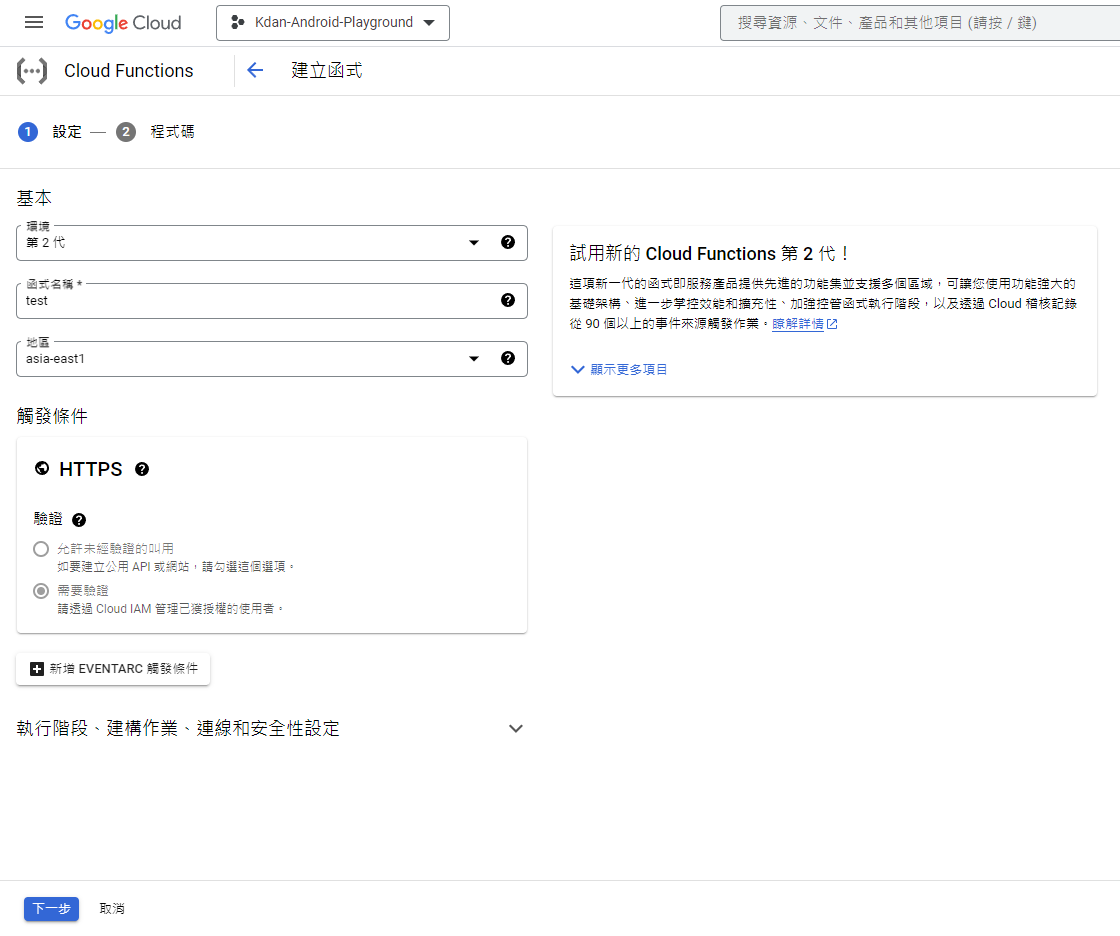 Google Cloud
Kdan-Android-Playground
搜尋資源、文件、產品和其他項目 (請按 / 鍵)
Cloud Functions
建立函式
1 設定 — 2 程式碼
基本
環境
第 2 代
函式名稱 *
test
地區
asia-east1
試用新的 Cloud Functions 第 2 代！
這項新一代的函式即服務產品提供先進的功能集並支援多個區域，可讓您使用功能強大的
基礎架構、進一步掌控效能和擴充性、加強控管函式執行階段，以及透過 Cloud 稽核記錄
從 90 個以上的事件來源觸發作業。瞭解詳情
顯示更多項目
觸發條件
HTTPS
驗證
允許未經驗證的叫用
如要建立公用 API 或網站，請勾選這個選項。
需要驗證
請透過 Cloud IAM 管理已獲授權的使用者。
新增 EVENTARC 觸發條件
執行階段、建構作業、連線和安全性設定
下一步
取消